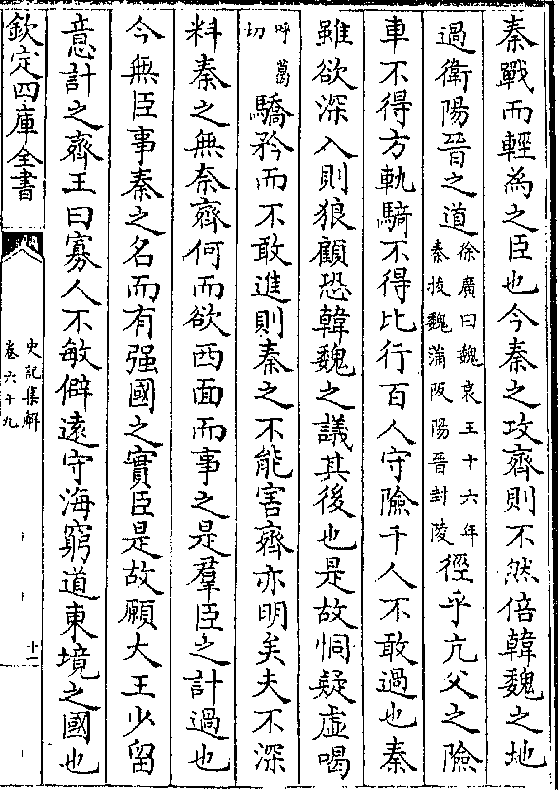 秦戰而輕為之臣也今秦之攻齊則不然倍韓魏之地
過衛陽晉之道徐廣曰魏哀王十六年秦拔魏蒲阪陽晉封陵徑乎亢父之險
車不得方軌騎不得比行百人守險千人不敢過也秦
雖欲深入則狼顧恐韓魏之議其後也是故恫疑虛喝
呼葛切驕矜而不敢進則秦之不能害齊亦明矣夫不深
料秦之無奈齊何而欲西面而事之是羣臣之計過也
今無臣事秦之名而有强國之實臣是故願大王少留
意計之齊王曰寡人不敏僻遠守海窮道東境之國也
欽定四庫全書
史記集解
卷六十九
十一